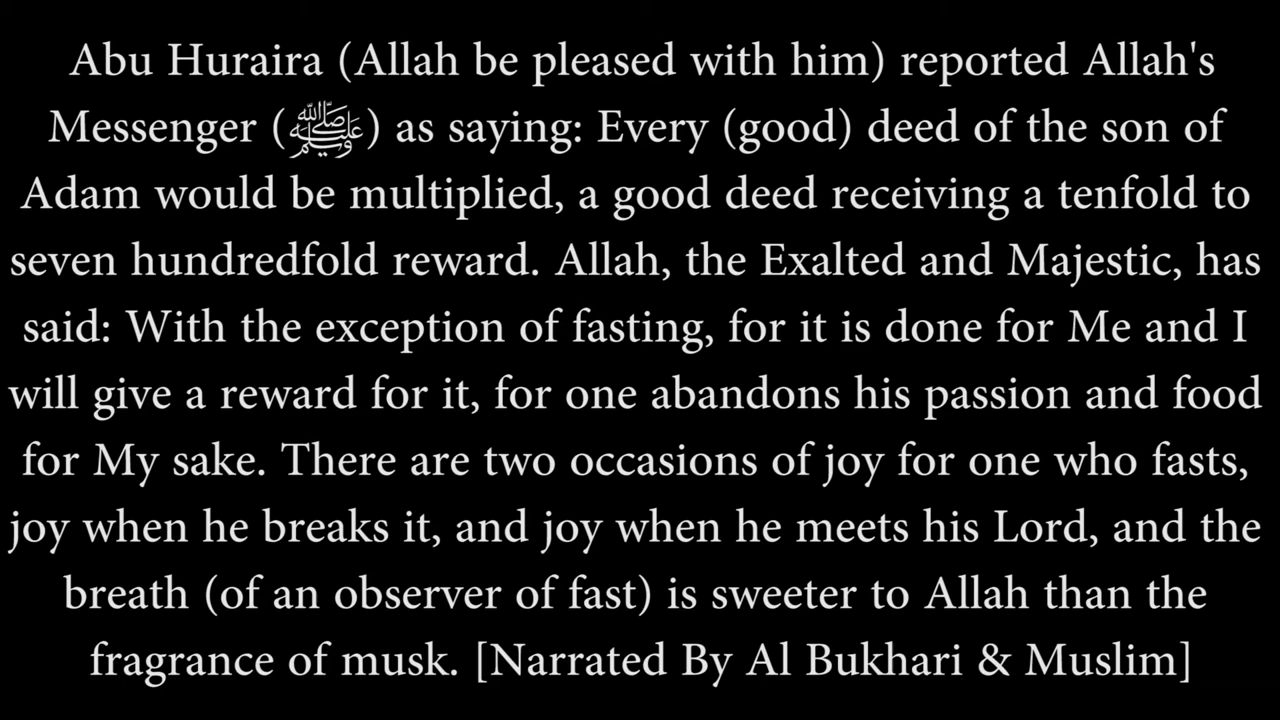 Abu Huraira (Allah be pleased with him) reported Allah's
Messenger (ﷺ) as saying: Every (good) deed of the son of
Adam would be multiplied, a good deed receiving a tenfold to
seven hundredfold reward. Allah, the Exalted and Majestic, has
said: With the exception of fasting, for it is done for Me and I
will give a reward for it, for one abandons his passion and food
for My sake. There are two occasions of joy for one who fasts,
joy when he breaks it, and joy when he meets his Lord, and the
breath (of an observer of fast) is sweeter to Allah than the
fragrance of musk. [Narrated By Al Bukhari & Muslim]